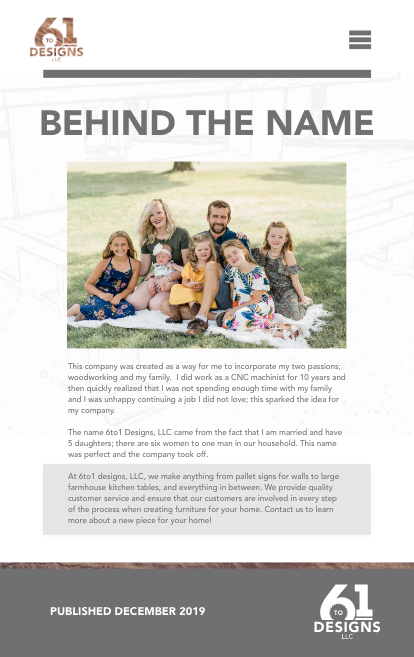 61
TO
DESIGNS
LLC
BEHIND THE NAME
This company was created as a way for me to incorporate my two passions;
woodworking and my family. I did work as a CNC machinist for 10 years and
then quickly realized that I was not spending enough time with my family
and I was unhappy continuing a job I did not love; this sparked the idea for
my company.
The name 6to1 Designs, LLC came from the fact that I am married and have
5 daughters; there are six women to one man in our household. This name
was perfect and the company took off.
At 6to1 designs, LLC, we make anything from pallet signs for walls to large
farmhouse kitchen tables, and everything in between. We provide quality
customer service and ensure that our customers are involved in every step
of the process when creating furniture for your home. Contact us to learn
more about a new piece for your home!
PUBLISHED DECEMBER 2019
61
TO
DESIGNS
LLC